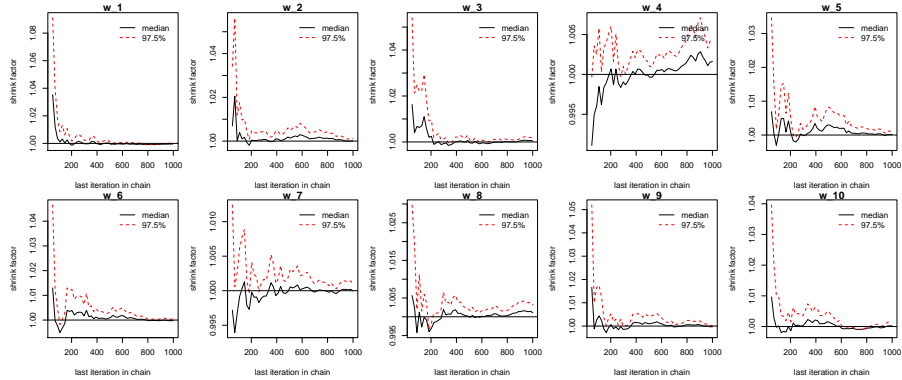 w_1
median
97.5%
shrink factor
1.00 1.02 1.04 1.06 1.08
200 400 600 800 1000
last iteration in chain
w_2
median
97.5%
shrink factor
1.00 1.01 1.02 1.03 1.04 1.05
200 400 600 800 1000
last iteration in chain
w_3
median
97.5%
shrink factor
1.00 1.01 1.02 1.03 1.04 1.05
200 400 600 800 1000
last iteration in chain
w_4
median
97.5%
shrink factor
0.995 1.000 1.005
200 400 600 800 1000
last iteration in chain
w_5
median
97.5%
shrink factor
1.00 1.01 1.02 1.03
200 400 600 800 1000
last iteration in chain
w_6
median
97.5%
shrink factor
1.00 1.01 1.02 1.03 1.04
200 400 600 800 1000
last iteration in chain
w_7
median
97.5%
shrink factor
0.995 1.000 1.005 1.010
200 400 600 800 1000
last iteration in chain
w_8
median
97.5%
shrink factor
0.995 1.005 1.015 1.025
200 400 600 800 1000
last iteration in chain
w_9
median
97.5%
shrink factor
1.00 1.01 1.02 1.03 1.04 1.05
200 400 600 800 1000
last iteration in chain
w_10
median
97.5%
shrink factor
1.00 1.01 1.02 1.03 1.04
200 400 600 800 1000
last iteration in chain